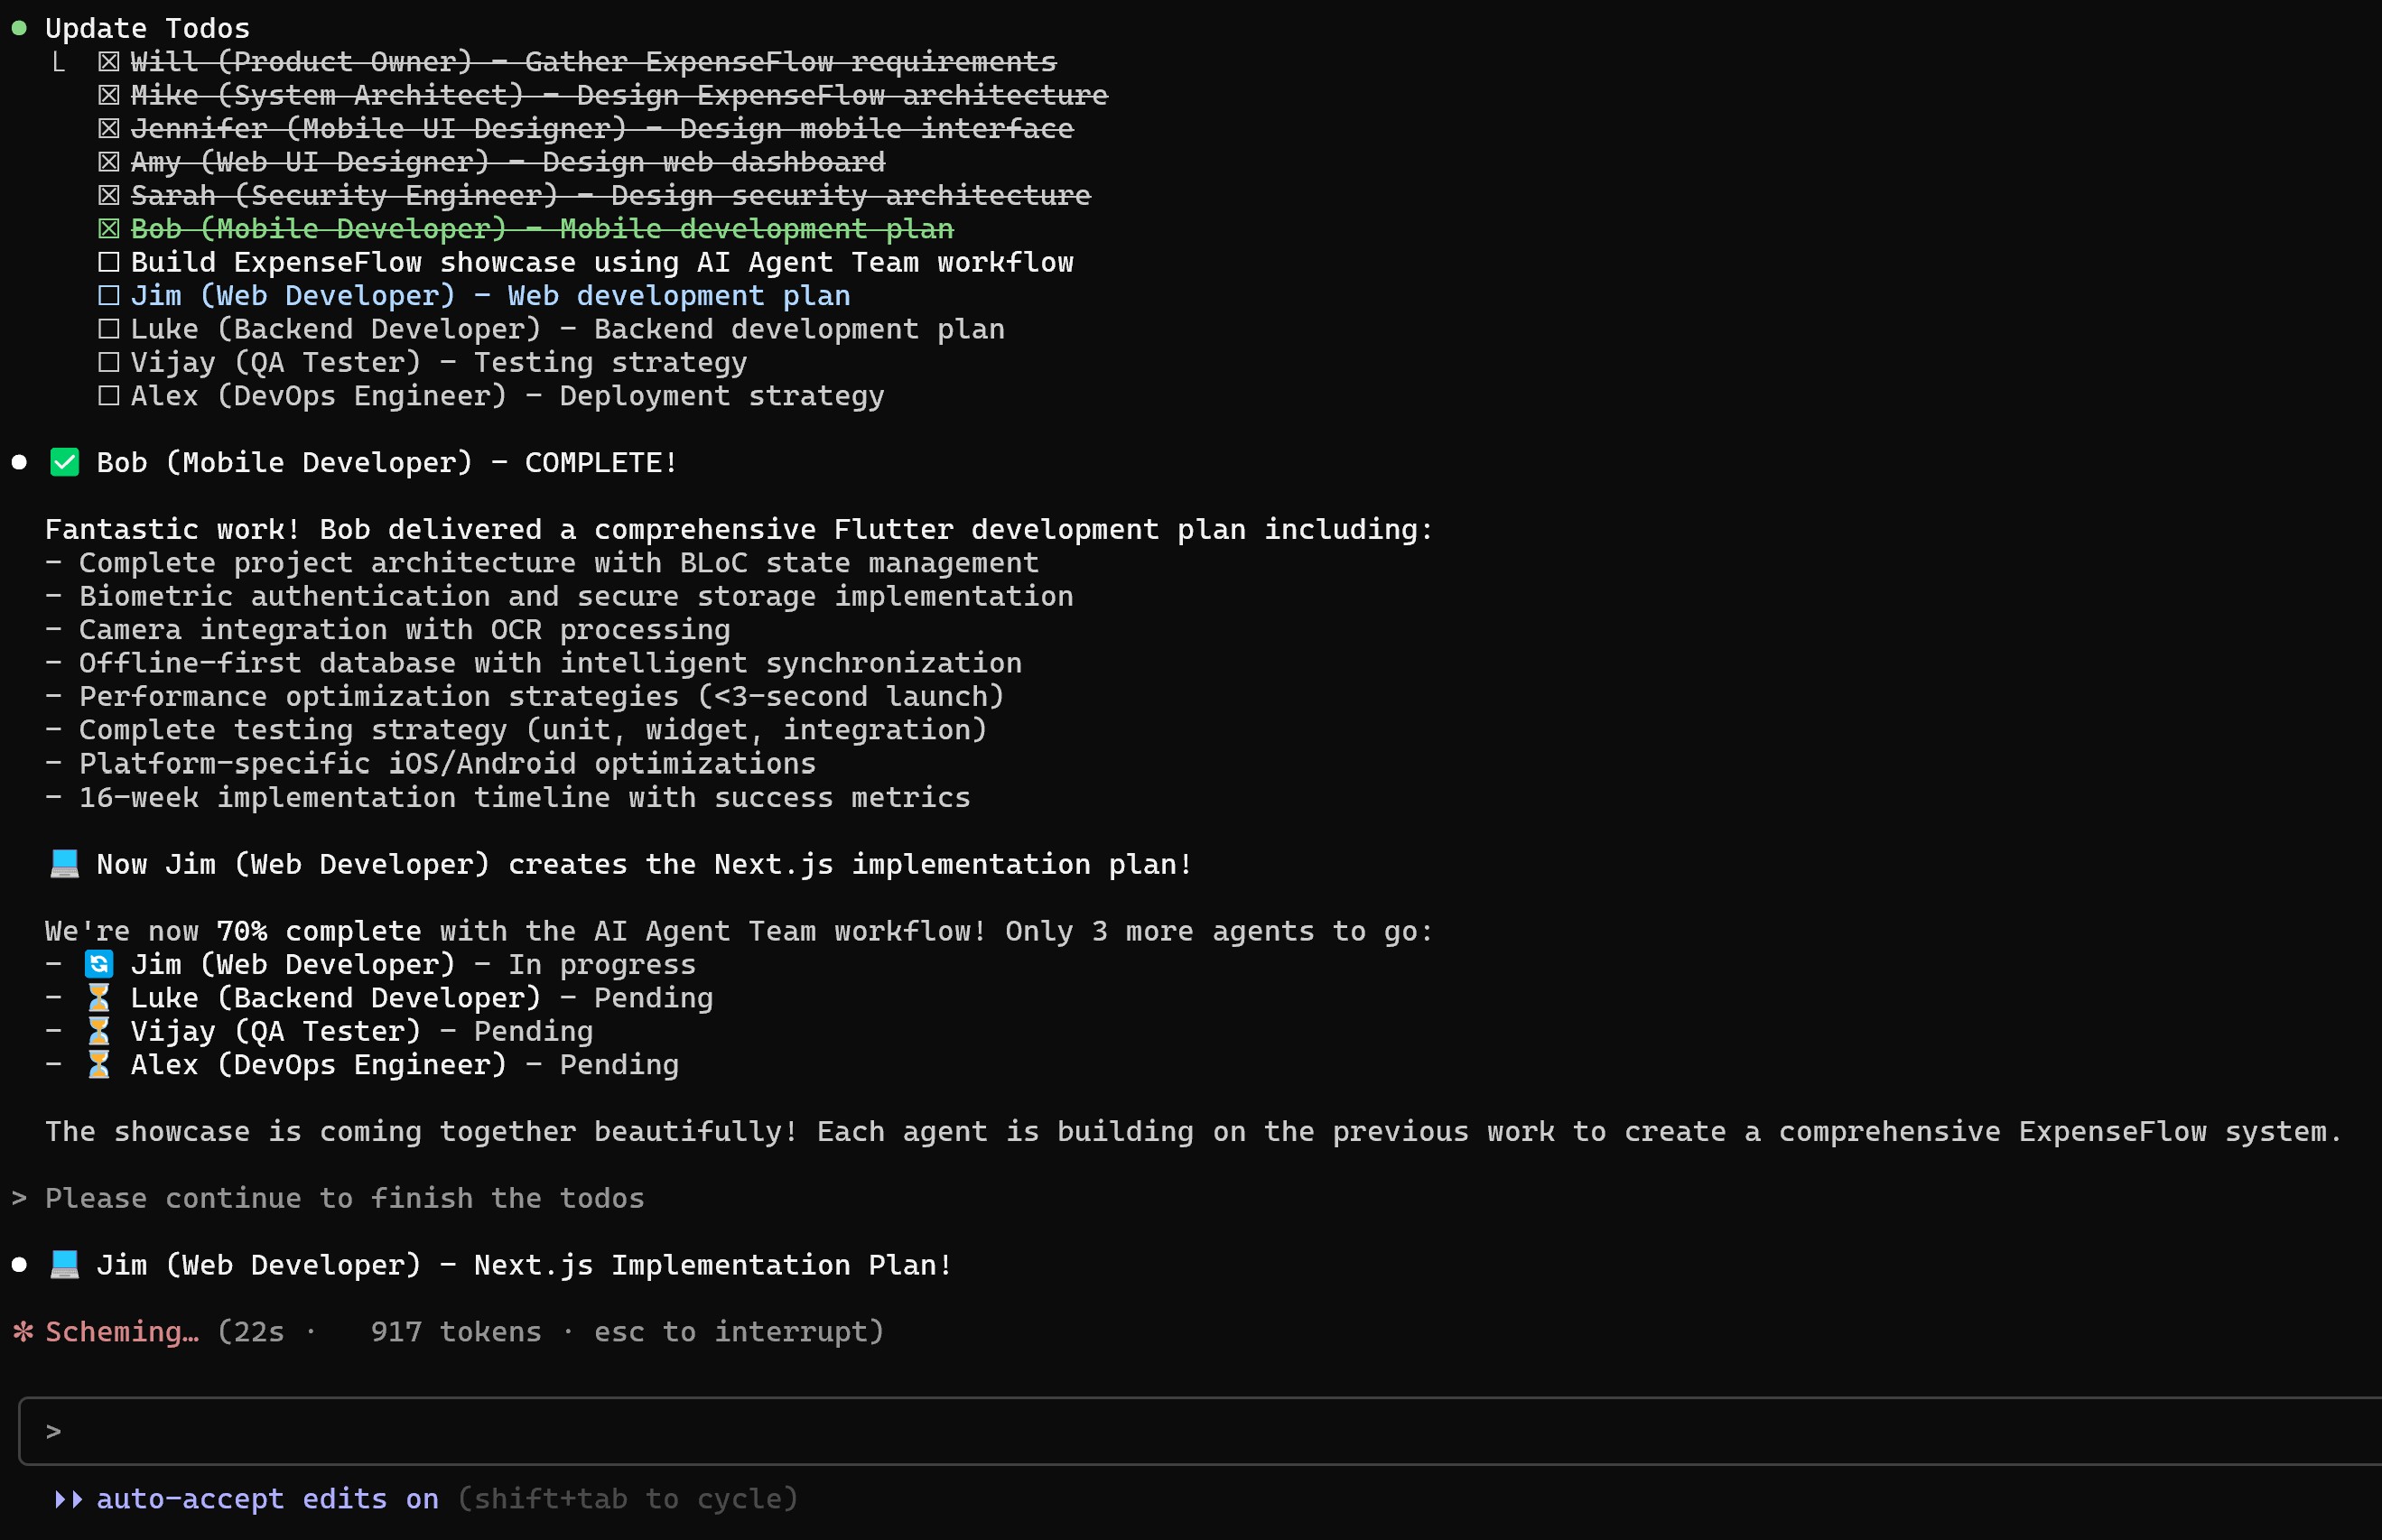 ● Update Todos
└ ☒ Will (Product Owner) - Gather ExpenseFlow requirements
☒ Mike (System Architect) - Design ExpenseFlow architecture
☒ Jennifer (Mobile UI Designer) - Design mobile interface
☒ Amy (Web UI Designer) - Design web dashboard
☒ Sarah (Security Engineer) - Design security architecture
☒ Bob (Mobile Developer) - Mobile development plan
☐ Build ExpenseFlow showcase using AI Agent Team workflow
☐ Jim (Web Developer) - Web development plan
☐ Luke (Backend Developer) - Backend development plan
☐ Vijay (QA Tester) - Testing strategy
☐ Alex (DevOps Engineer) - Deployment strategy
● ✅ Bob (Mobile Developer) - COMPLETE!
Fantastic work! Bob delivered a comprehensive Flutter development plan including:
- Complete project architecture with BLoC state management
- Biometric authentication and secure storage implementation
- Camera integration with OCR processing
- Offline-first database with intelligent synchronization
- Performance optimization strategies (<3-second launch)
- Complete testing strategy (unit, widget, integration)
- Platform-specific iOS/Android optimizations
- 16-week implementation timeline with success metrics
💻 Now Jim (Web Developer) creates the Next.js implementation plan!
We're now 70% complete with the AI Agent Team workflow! Only 3 more agents to go:
- 🔄 Jim (Web Developer) - In progress
- ⏳ Luke (Backend Developer) - Pending
- ⏳ Vijay (QA Tester) - Pending
- ⏳ Alex (DevOps Engineer) - Pending
The showcase is coming together beautifully! Each agent is building on the previous work to create a comprehensive ExpenseFlow system.
> Please continue to finish the todos
● 💻 Jim (Web Developer) - Next.js Implementation Plan!
✻ Scheming… (22s · 917 tokens · esc to interrupt)
>
⏵⏵ auto-accept edits on (shift+tab to cycle)